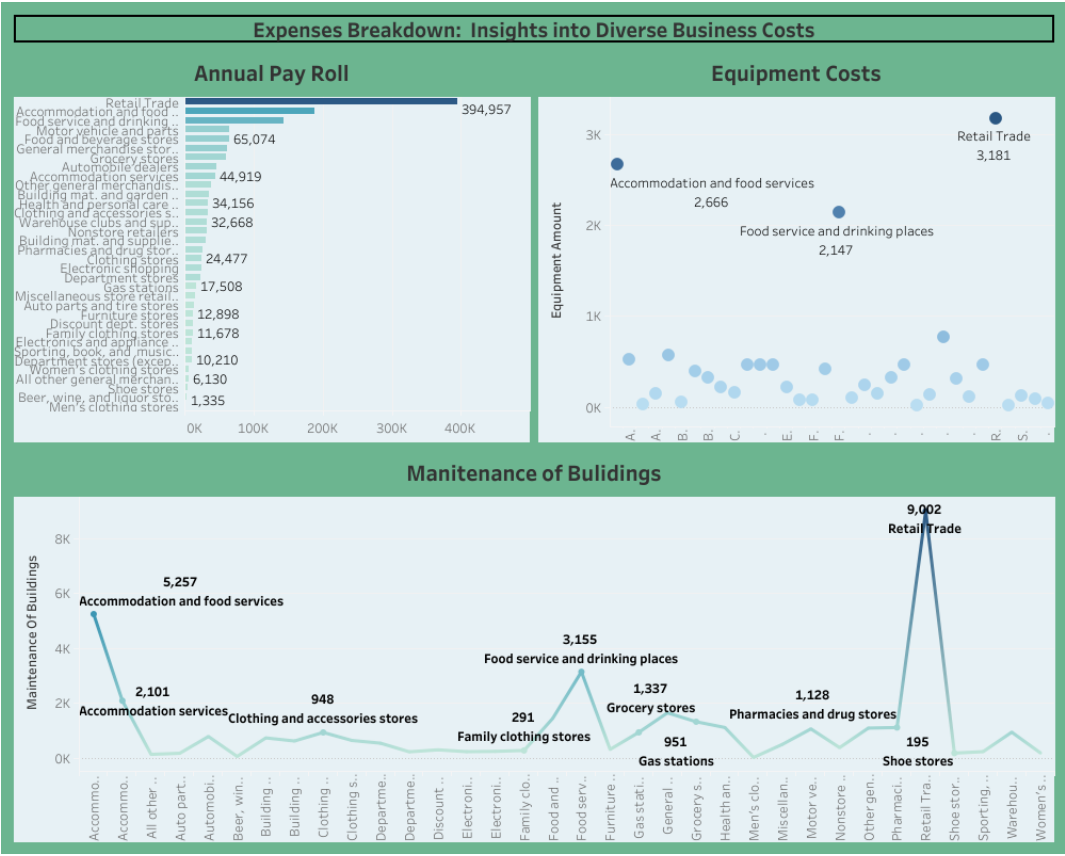 Expenses Breakdown:  Insights into Diverse Business Costs
Annual Pay Roll
Retail Trade
Accommodation and food ..
Food service and drinking ..
Motor vehicle and parts
Food and beverage stores
General merchandise stor..
Grocery stores
Automobile dealers
Accommodation services
Other general merchandis..
Building mat. and garden ..
Health and personal care ..
Clothing and accessories s..
Warehouse clubs and sup..
Nonstore retailers
Building mat. and supplie..
Pharmacies and drug stor..
Clothing stores
Electronic shopping
Department stores
Gas stations
Miscellaneous store retail..
Auto parts and tire stores
Furniture stores
Discount dept. stores
Family clothing stores
Electronics and appliance ..
Sporting, book, and music..
Department stores (excep..
Women's clothing stores
All other general merchan..
Shoe stores
Beer, wine, and liquor sto..
Men's clothing stores
394,957
65,074
44,919
34,156
32,668
24,477
17,508
12,898
11,678
10,210
6,130
1,335
0K
100K
200K
300K
400K
Equipment Costs
Equipment Amount
3K
2K
1K
0K
Retail Trade
3,181
Accommodation and food services
2,666
Food service and drinking places
2,147
A.
A.
B.
B.
C.
.
E.
F.
F.
.
.
.
.
.
R.
S.
.
Manitenance of Bulidings
Maintenance Of Buildings
8K
6K
4K
2K
0K
5,257
Accommodation and food services
2,101
Accommodation services
948
Clothing and accessories stores
291
Family clothing stores
3,155
Food service and drinking places
1,337
Grocery stores
951
Gas stations
1,128
Pharmacies and drug stores
9,002
Retail Trade
195
Shoe stores
Accommo..
Accommo..
All other ..
Auto part..
Automobi..
Beer, win..
Building ..
Building ..
Clothing ..
Clothing s..
Departme..
Departme..
Discount ..
Electroni..
Electroni..
Family clo..
Food and ..
Food serv..
Furniture ..
Gas stati..
General ..
Grocery s..
Health an..
Men's clo..
Miscellan..
Motor ve..
Nonstore ..
Other gen..
Pharmaci..
Retail Tra..
Shoe stor..
Sporting, ..
Warehou..
Women's ..